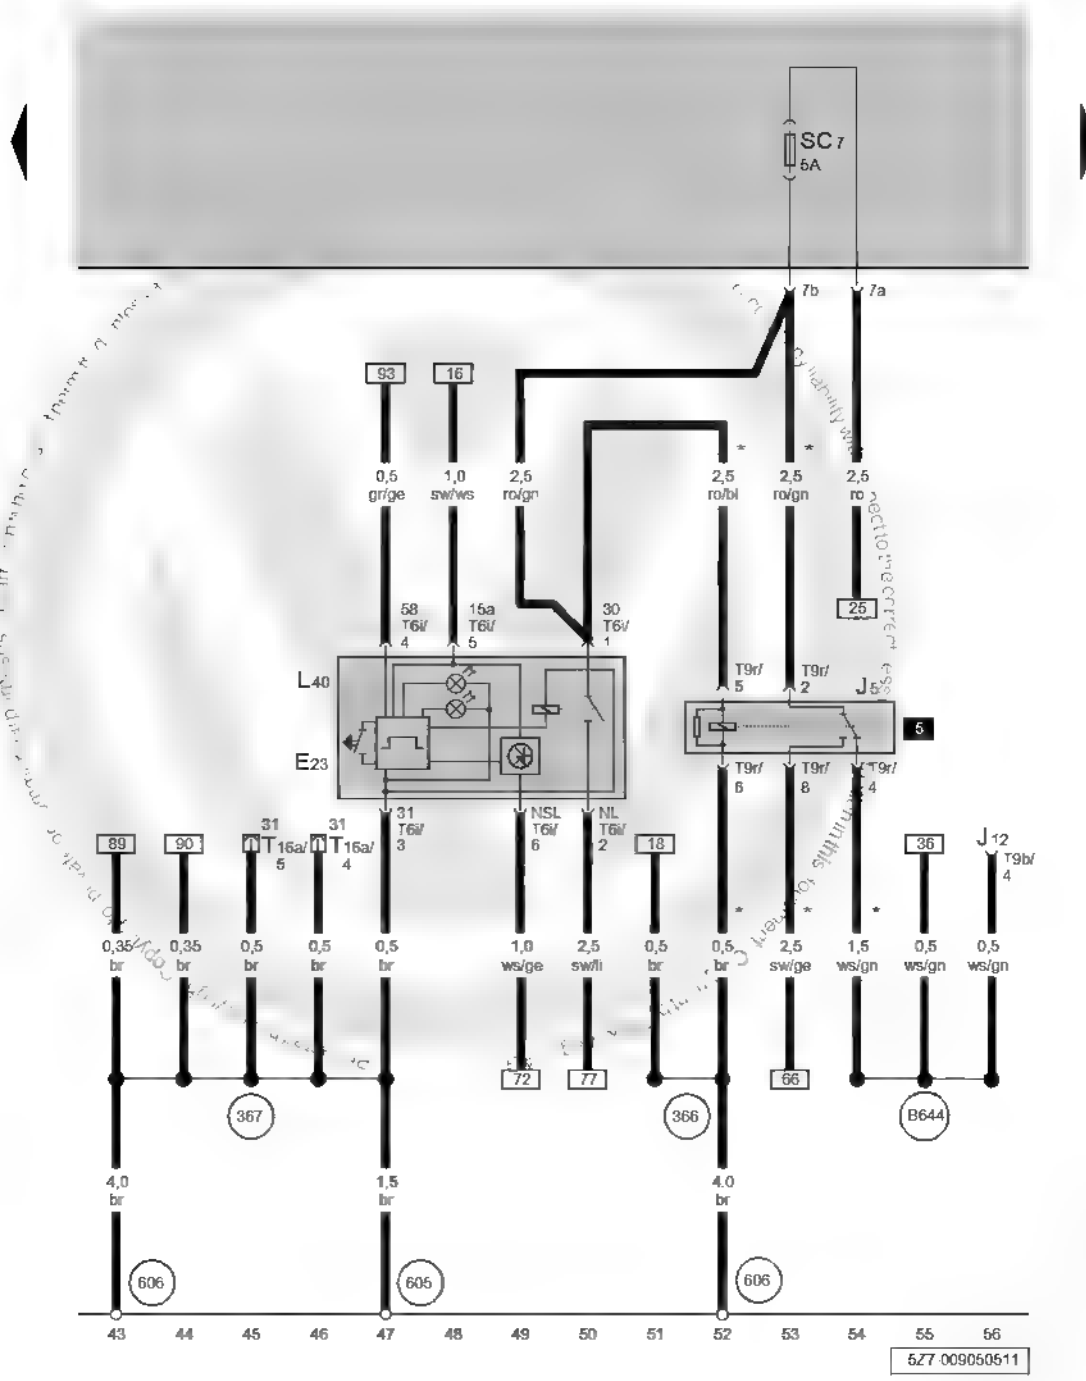 SC 7
5A
7b
7a
93
16
0,5
gr/ge
1,0
sw/ws
2,5
ro/gn
2,5
ro/bl
*
2,5
ro/gn
*
2,5
ro
25
58
T6i/
4
15a
T6i/
5
30
T6i/
1
L40
E23
T9r/
5
T9r/
2
J5
5
T9r/
6
T9r/
8
T9r/
4
31
T6i/
3
NSL
T6i/
6
NL
T6i/
2
89
90
31
T16a/
5
31
T16a/
4
18
36
J12
T9b/
4
*
*
*
0,35
br
0,35
br
0,5
br
0,5
br
0,5
br
1,0
ws/ge
2,5
sw/li
0,5
br
0,5
br
2,5
sw/ge
1,5
ws/gn
0,5
ws/gn
0,5
ws/gn
72
77
66
367
366
B644
4,0
br
1,5
br
4.0
br
606
605
606
43 44 45 46 47 48 49 50 51 52 53 54 55 56
5Z7-009050511